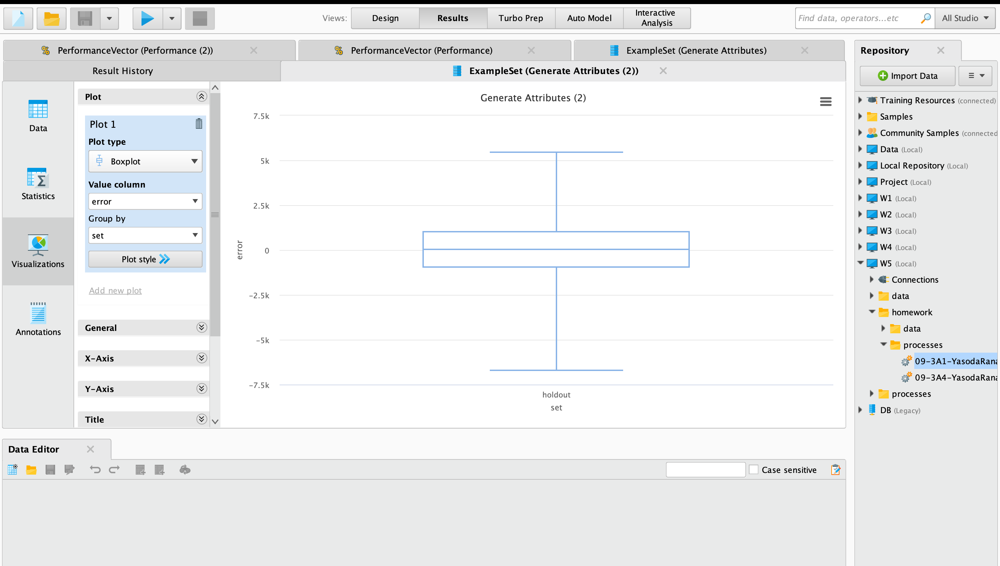 Views: Design Results Turbo Prep Auto Model Interactive Analysis
Find data, operators...etc All Studio
PerformanceVector (Performance (2)) PerformanceVector (Performance) ExampleSet (Generate Attributes)
Result History ExampleSet (Generate Attributes (2))
Data
Statistics
Visualizations
Annotations
Plot
Plot 1
Plot type
Boxplot
Value column
error
Group by
set
Plot style
Add new plot
General
X-Axis
Y-Axis
Title
Generate Attributes (2)
7.5k
5k
2.5k
0
-2.5k
-5k
-7.5k
error
holdout
set
Repository
Import Data
Training Resources (connected)
Samples
Community Samples (connected
Data (Local)
Local Repository (Local)
Project (Local)
W1 (Local)
W2 (Local)
W3 (Local)
W4 (Local)
W5 (Local)
Connections
data
homework
data
processes
09-3A1-YasodaRana
09-3A4-YasodaRana
processes
DB (Legacy)
Data Editor
Case sensitive